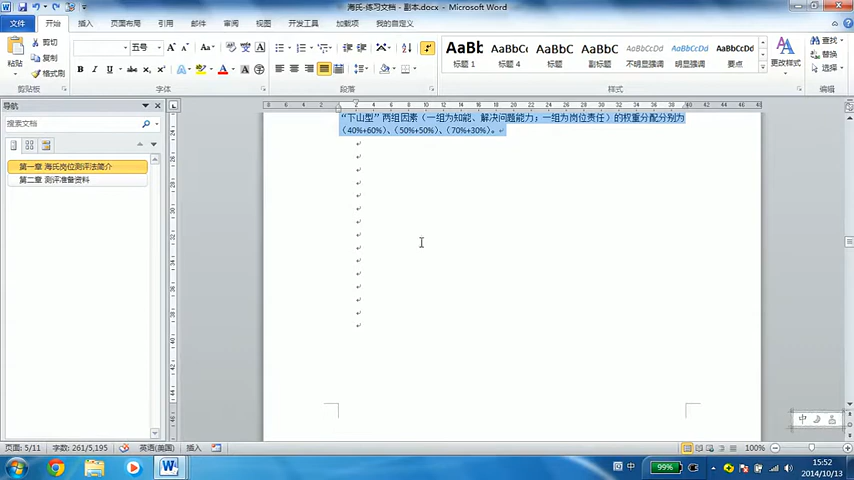 海氏-练习文档 - 副本.docx - Microsoft Word
文件 开始 插入 页面布局 引用 邮件 审阅 视图 开发工具 加载项 我的自定义
粘贴 剪切 复制 格式刷 剪贴板
五号 字体
段落
AaBb AaBbC AaBbC AaBbC AaBbCcDd AaBbCcDd AaBbCcDd
标题 1 标题 4 标题 副标题 不明显强调 明显强调 要点
样式 更改样式
查找 替换 选择 编辑
导航
搜索文档
第一章 海氏岗位测评法简介
第二章 测评准备资料
“下山型”两组因素（一组为知能、解决问题能力；一组为岗位责任）的权重分配分别为
（40%+60%）、（50%+50%）、（70%+30%）。
中
页面: 5/11 字数: 261/5,195 英语(美国) 插入 100%
中 99% 15:52
2014/10/13